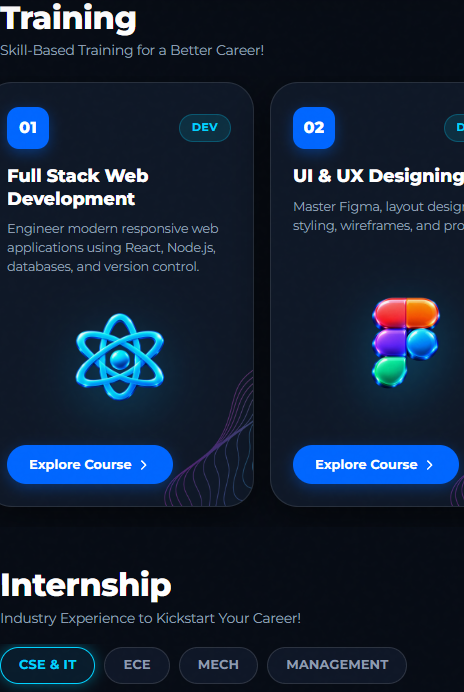 Training
Skill-Based Training for a Better Career!
01
DEV
Full Stack Web
Development
Engineer modern responsive web
applications using React, Node.js,
databases, and version control.
Explore Course
02
UI & UX Designing
Master Figma, layout
styling, wireframes, and
Explore Course
Internship
Industry Experience to Kickstart Your Career!
CSE & IT
ECE
MECH
MANAGEMENT